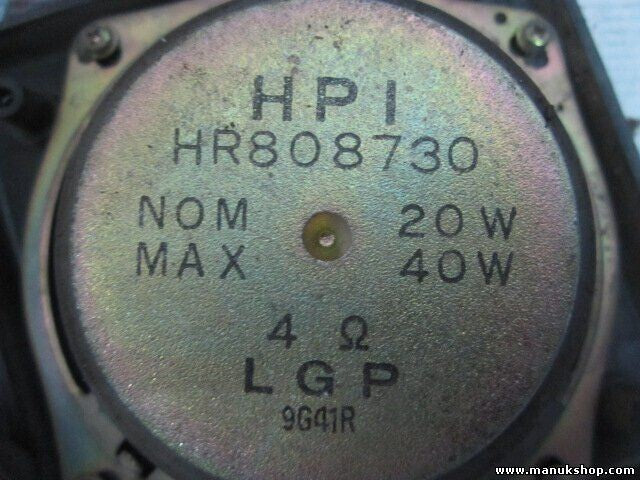 HPI
HR808730
NOM 20W
MAX 40W
4 Ω
LGP
9G41R
www.manukshop.com